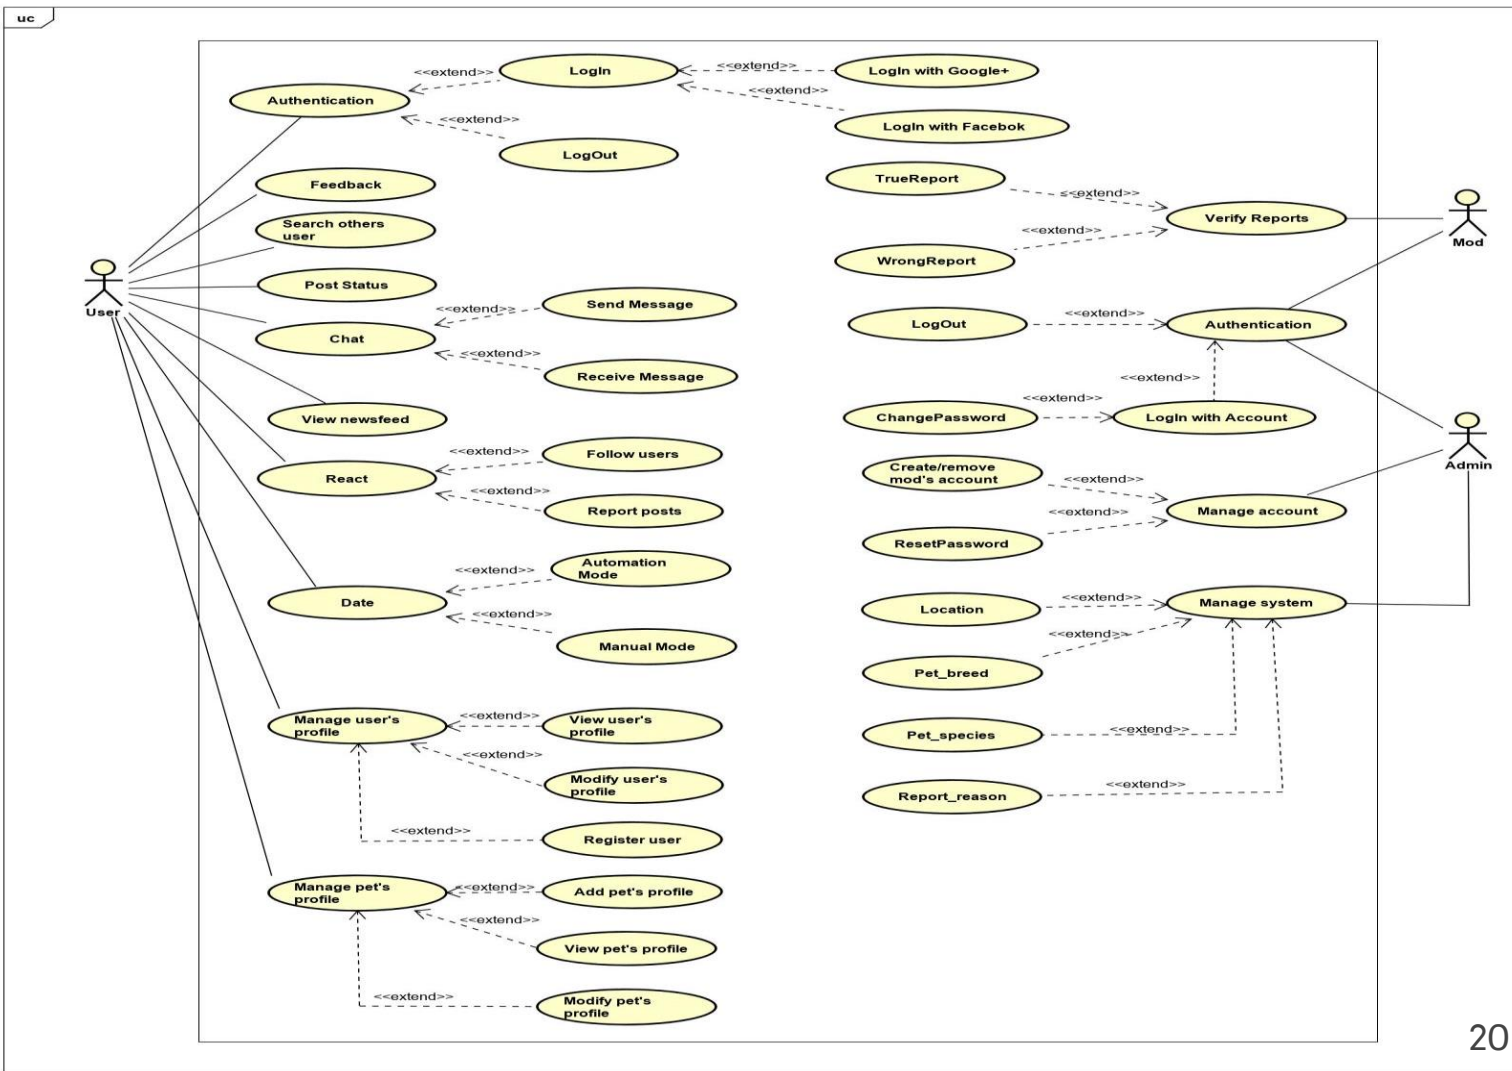 uc
<<extend>>
LogIn
<<extend>>
LogIn with Google+
Authentication
<<extend>>
<<extend>>
LogIn with Facebok
LogOut
Feedback
TrueReport
<<extend>>
Search others
user
Verify Reports
<<extend>>
Mod
WrongReport
User
Post Status
Send Message
<<extend>>
Chat
<<extend>>
Receive Message
LogOut
<<extend>>
Authentication
<<extend>>
View newsfeed
ChangePassword
<<extend>>
LogIn with Account
Follow users
<<extend>>
React
<<extend>>
Report posts
Admin
Create/remove
mod's account
<<extend>>
Manage account
<<extend>>
ResetPassword
Automation
Mode
<<extend>>
Date
<<extend>>
Manual Mode
Location
<<extend>>
Manage system
<<extend>>
Pet_breed
Manage user's
profile
<<extend>>
View user's
profile
<<extend>>
Modify user's
profile
<<extend>>
Register user
Pet_species
<<extend>>
Report_reason
<<extend>>
Manage pet's
profile
<<extend>>
Add pet's profile
<<extend>>
View pet's profile
<<extend>>
Modify pet's
profile
20